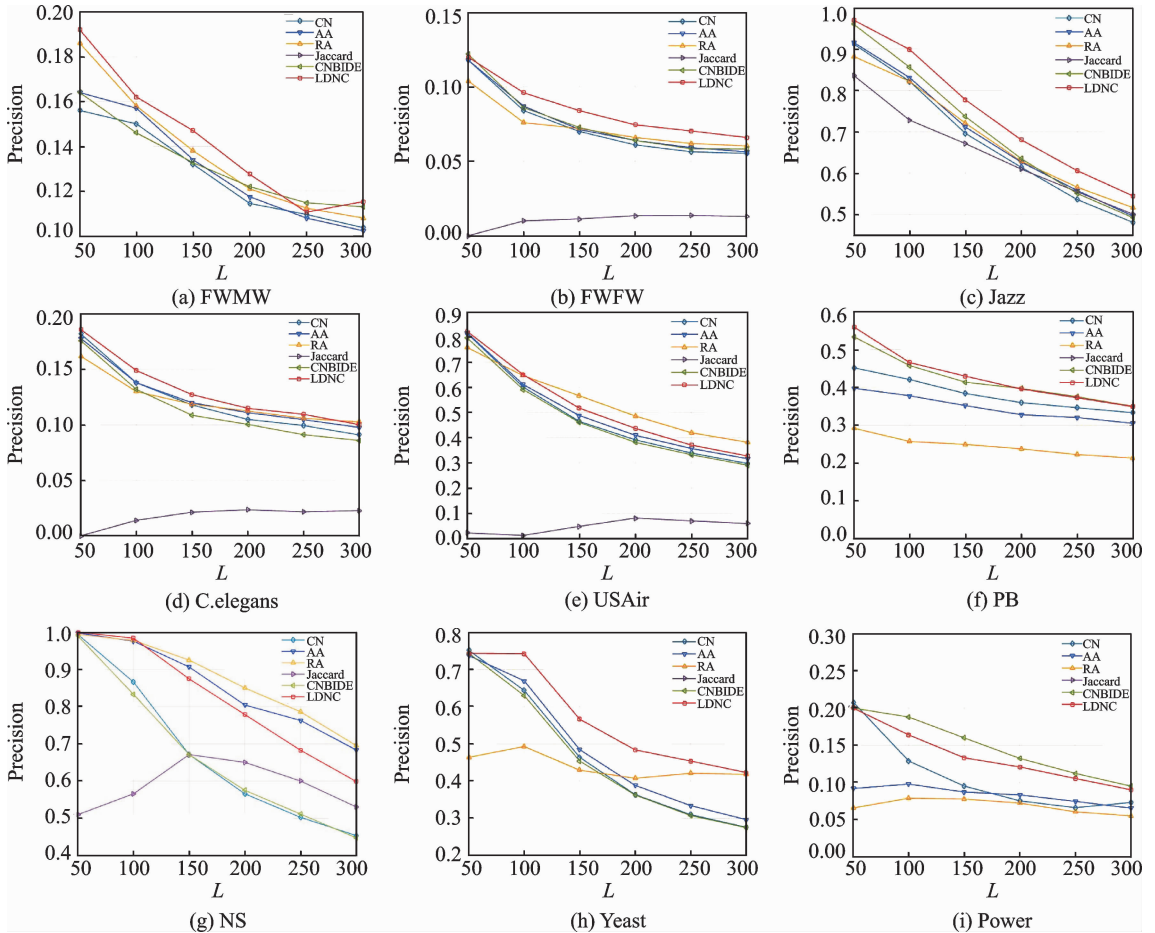 0.20
0.18
0.16
0.14
0.12
0.10
Precision
CN
AA
RA
Jaccard
CNBIDE
LDNC
50 100 150 200 250 300
L
(a) FWMW
0.15
0.10
0.05
0.00
Precision
CN
AA
RA
Jaccard
CNBIDE
LDNC
50 100 150 200 250 300
L
(b) FWFW
1.0
0.9
0.8
0.7
0.6
0.5
Precision
CN
AA
RA
Jaccard
CNBIDE
LDNC
50 100 150 200 250 300
L
(c) Jazz
0.20
0.15
0.10
0.05
0.00
Precision
CN
AA
RA
Jaccard
CNBIDE
LDNC
50 100 150 200 250 300
L
(d) C.elegans
0.9
0.8
0.7
0.6
0.5
0.4
0.3
0.2
0.1
0.0
Precision
CN
AA
RA
Jaccard
CNBIDE
LDNC
50 100 150 200 250 300
L
(e) USAir
0.6
0.5
0.4
0.3
0.2
0.1
0.0
Precision
CN
AA
RA
Jaccard
CNBIDE
LDNC
50 100 150 200 250 300
L
(f) PB
1.0
0.9
0.8
0.7
0.6
0.5
0.4
Precision
CN
AA
RA
Jaccard
CNBIDE
LDNC
50 100 150 200 250 300
L
(g) NS
0.8
0.7
0.6
0.5
0.4
0.3
0.2
Precision
CN
AA
RA
Jaccard
CNBIDE
LDNC
50 100 150 200 250 300
L
(h) Yeast
0.30
0.25
0.20
0.15
0.10
0.05
0.00
Precision
CN
AA
RA
Jaccard
CNBIDE
LDNC
50 100 150 200 250 300
L
(i) Power